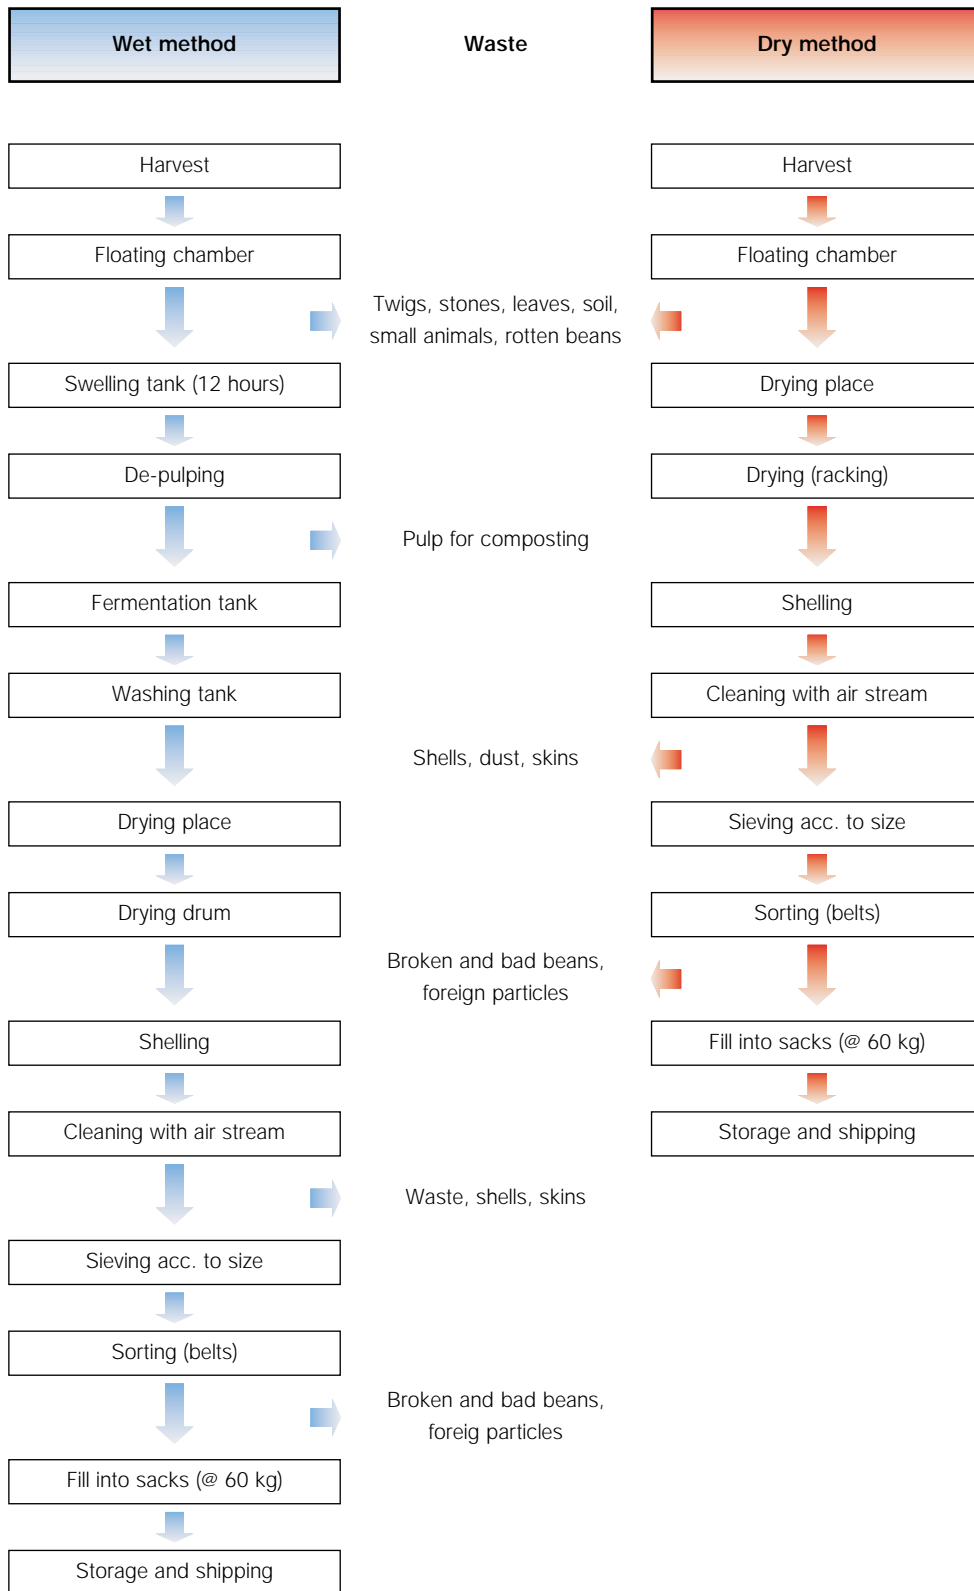 Wet method
Waste
Dry method
Harvest
Harvest
Floating chamber
Floating chamber
Twigs, stones, leaves, soil,
small animals, rotten beans
Swelling tank (12 hours)
Drying place
De-pulping
Drying (racking)
Pulp for composting
Fermentation tank
Shelling
Washing tank
Cleaning with air stream
Shells, dust, skins
Drying place
Sieving acc. to size
Drying drum
Sorting (belts)
Broken and bad beans,
foreign particles
Shelling
Fill into sacks (@ 60 kg)
Cleaning with air stream
Storage and shipping
Waste, shells, skins
Sieving acc. to size
Sorting (belts)
Broken and bad beans,
foreig particles
Fill into sacks (@ 60 kg)
Storage and shipping